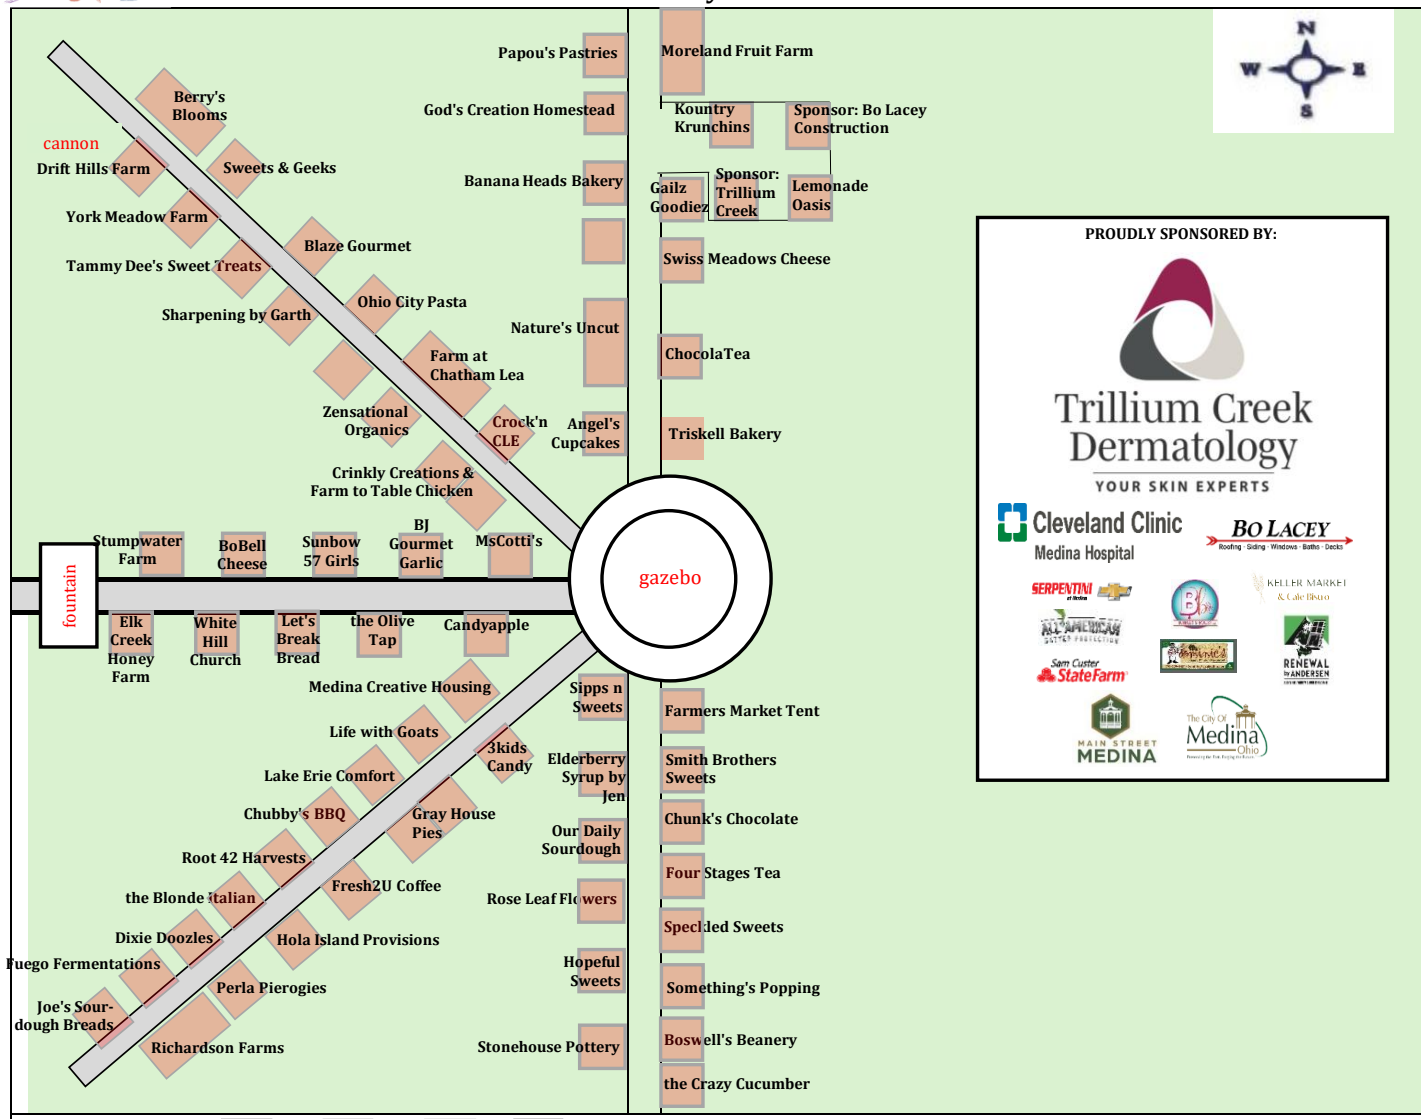 Papou's Pastries
Moreland Fruit Farm
N
W E
S
Berry's
Blooms
God's Creation Homestead
Kountry
Krunchins
Sponsor: Bo Lacey
Construction
cannon
Drift Hills Farm
Sweets & Geeks
Banana Heads Bakery
Gailz
Goodiez
Sponsor:
Trillium
Creek
Lemonade
Oasis
York Meadow Farm
Blaze Gourmet
Tammy Dee's Sweet Treats
Swiss Meadows Cheese
Ohio City Pasta
Sharpening by Garth
Nature's Uncut
Farm at
Chatham Lea
ChocolaTea
Zensational
Organics
Crock'n
CLE
Angel's
Cupcakes
Triskell Bakery
Crinkly Creations &
Farm to Table Chicken
Stumpwater
Farm
BoBell
Cheese
Sunbow
57 Girls
BJ
Gourmet
Garlic
MsCotti's
fountain
gazebo
Elk
Creek
Honey
Farm
White
Hill
Church
Let's
Break
Bread
the Olive
Tap
Candyapple
Medina Creative Housing
Life with Goats
Lake Erie Comfort
Chubby's BBQ
Root 42 Harvests
the Blonde Italian
Dixie Doozles
Fuego Fermentations
Joe's Sour-
dough Breads
3kids
Candy
Gray House
Pies
Fresh2U Coffee
Hola Island Provisions
Perla Pierogies
Richardson Farms
Sipps n
Sweets
Elderberry
Syrup by
Jen
Our Daily
Sourdough
Rose Leaf Flowers
Hopeful
Sweets
Stonehouse Pottery
Farmers Market Tent
Smith Brothers
Sweets
Chunk's Chocolate
Four Stages Tea
Speckled Sweets
Something's Popping
Boswell's Beanery
the Crazy Cucumber
PROUDLY SPONSORED BY:
Trillium Creek
Dermatology
YOUR SKIN EXPERTS
Cleveland Clinic
Medina Hospital
BO LACEY
Roofing - Siding - Windows - Baths - Decks
SERPENTINI
KELLER MARKET
& Cafe Bistro
ALL AMERICAN
GUTTER PROTECTION
RENEWAL
by ANDERSEN
Sam Custer
StateFarm
MAIN STREET
MEDINA
The City Of
Medina
Ohio